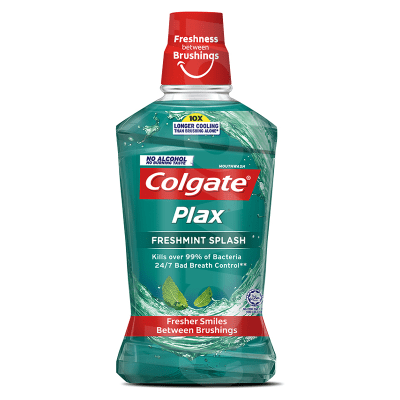 Freshness
between
Brushings
10X
LONGER COOLING
THAN BRUSHING ALONE*
NO ALCOHOL
NO BURNING TASTE
MOUTHWASH
Colgate®
Plax
FRESHMINT SPLASH
Kills over 99% of Bacteria
24/7 Bad Breath Control**
Fresher Smiles
Between Brushings